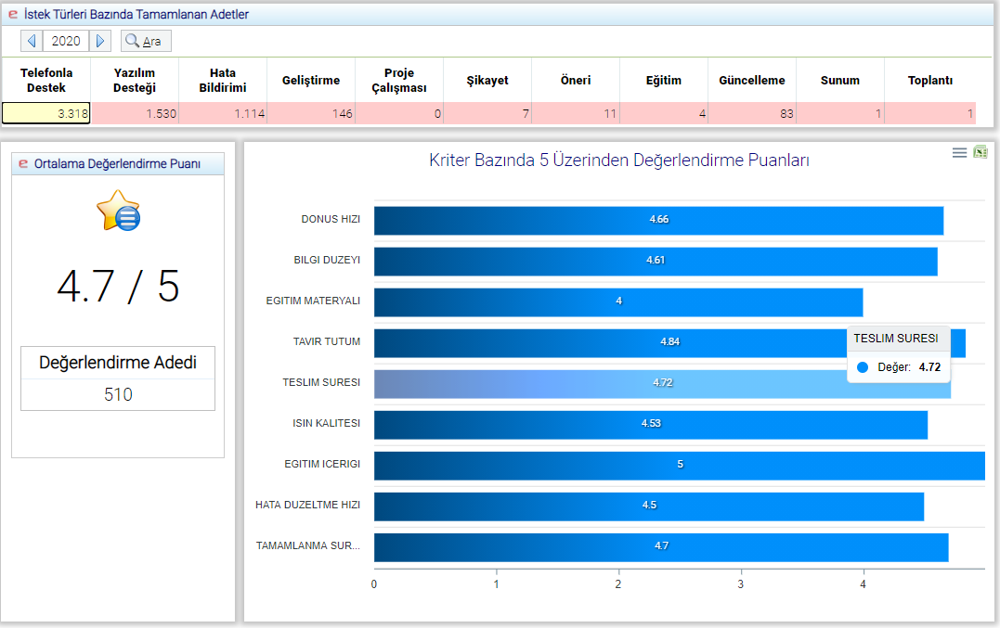 İstek Türleri Bazında Tamamlanan Adetler
2020 Ara
Telefonla Destek Yazılım Desteği Hata Bildirimi Geliştirme Proje Çalışması Şikayet Öneri Eğitim Güncelleme Sunum Toplantı
3.318 1.530 1.114 146 0 7 11 4 83 1 1
Ortalama Değerlendirme Puanı
4.7 / 5
Değerlendirme Adedi
510
Kriter Bazında 5 Üzerinden Değerlendirme Puanları
DONUS HIZI 4.66
BILGI DUZEYI 4.61
EGITIM MATERYALI 4
TAVIR TUTUM 4.84
TESLIM SURESI 4.72
TESLIM SURESI
Değer: 4.72
ISIN KALITESI 4.53
EGITIM ICERIGI 5
HATA DUZELTME HIZI 4.5
TAMAMLANMA SUR... 4.7
0 1 2 3 4